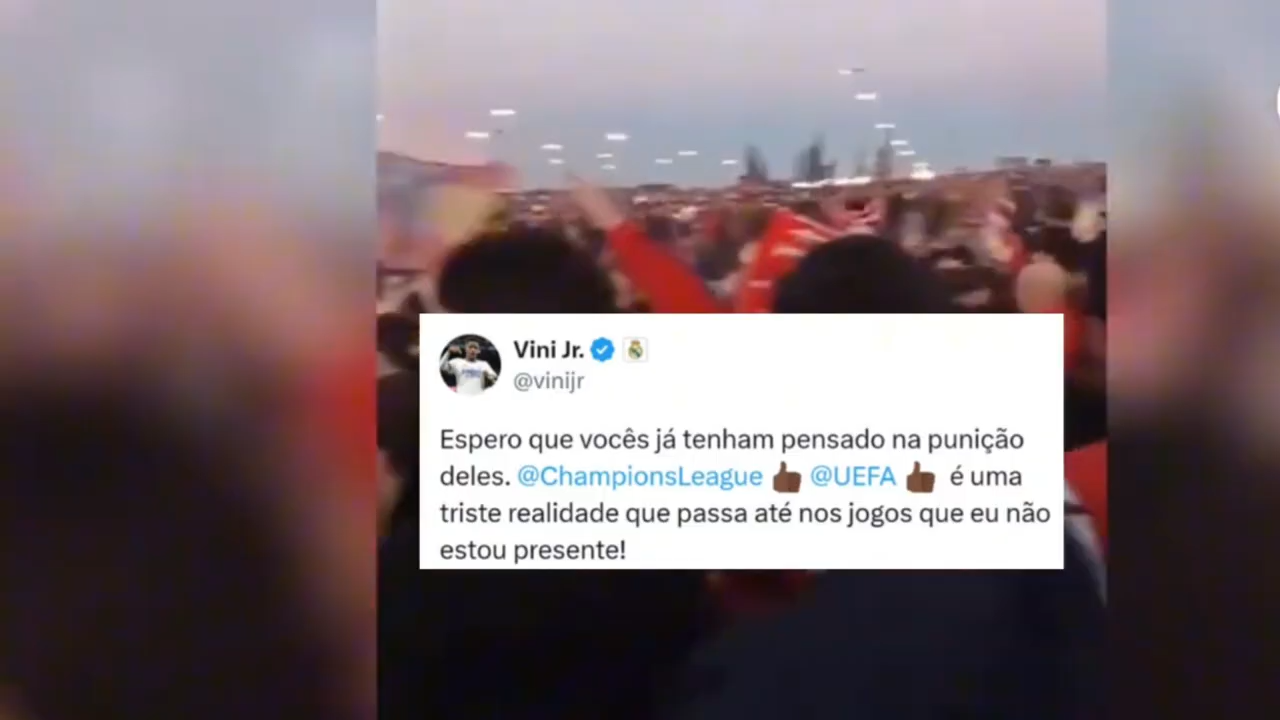 Vini Jr.
@vinijr
Espero que vocês já tenham pensado na punição
deles. @ChampionsLeague 👍🏿 @UEFA 👍🏿 é uma
triste realidade que passa até nos jogos que eu não
estou presente!